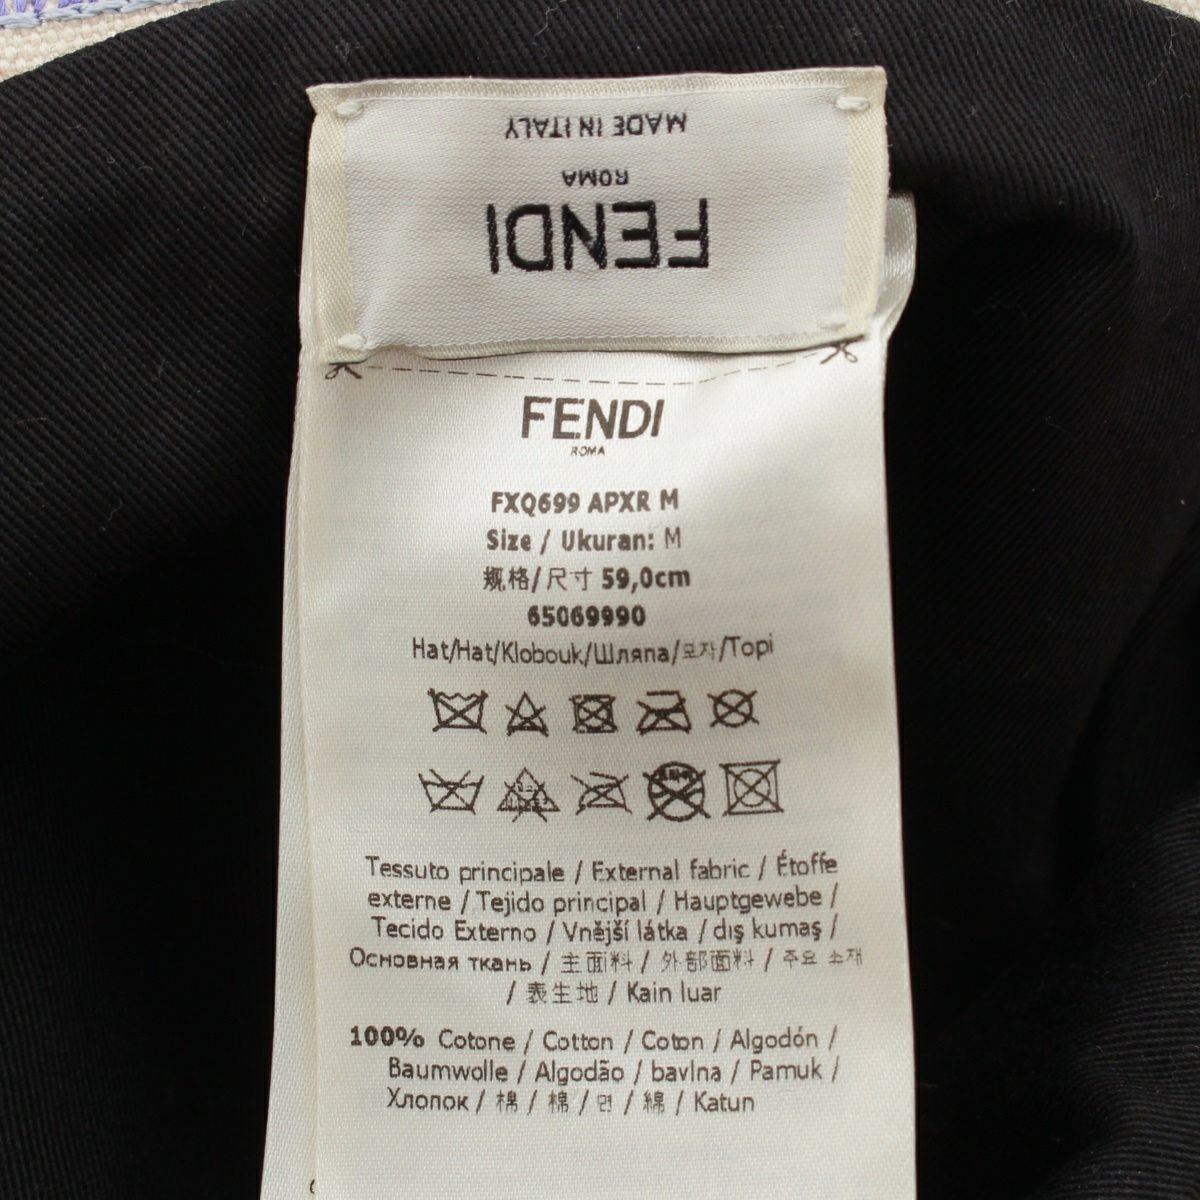 MADE IN ITALY
ROMA
FENDI
FENDI
ROMA
FXQ699 APXR M
Size / Ukuran: M
规格/尺寸 59,0cm
65069990
Hat/Hat/Klobouk/Шляпа/모자/Topi
Tessuto principale / External fabric / Étoffe
externe / Tejido principal / Hauptgewebe /
Tecido Externo / Vnější látka / dış kumaş /
Основная ткань / 主面料 / 外部面料 / 주요 소재
/ 表生地 / Kain luar
100% Cotone / Cotton / Coton / Algodón /
Baumwolle / Algodão / bavlna / Pamuk /
Хлопок / 棉 / 棉 / 면 / 綿 / Katun